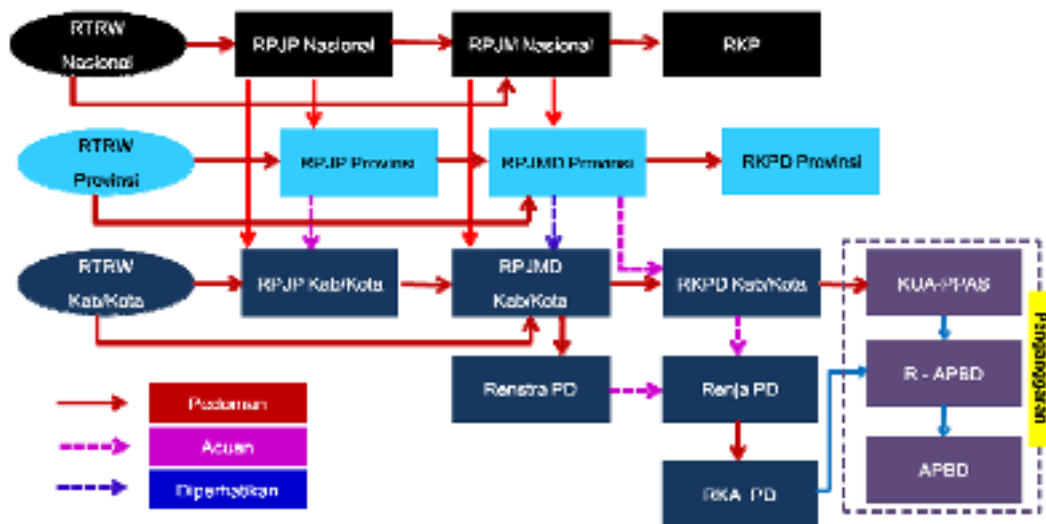 RTRW
Nasional
RPJP Nasional
RPJM Nasional
RKP
RTRW
Provinsi
RPJP Provinsi
RPJMD Provinsi
RKPD Provinsi
RTRW
Kab/Kota
RPJP Kab/Kota
RPJMD
Kab/Kota
RKPD Kab/Kota
KUA-PPAS
Renstra PD
Renja PD
R - APBD
RKA PD
APBD
Penganggaran
Pedoman
Acuan
Diperhatikan